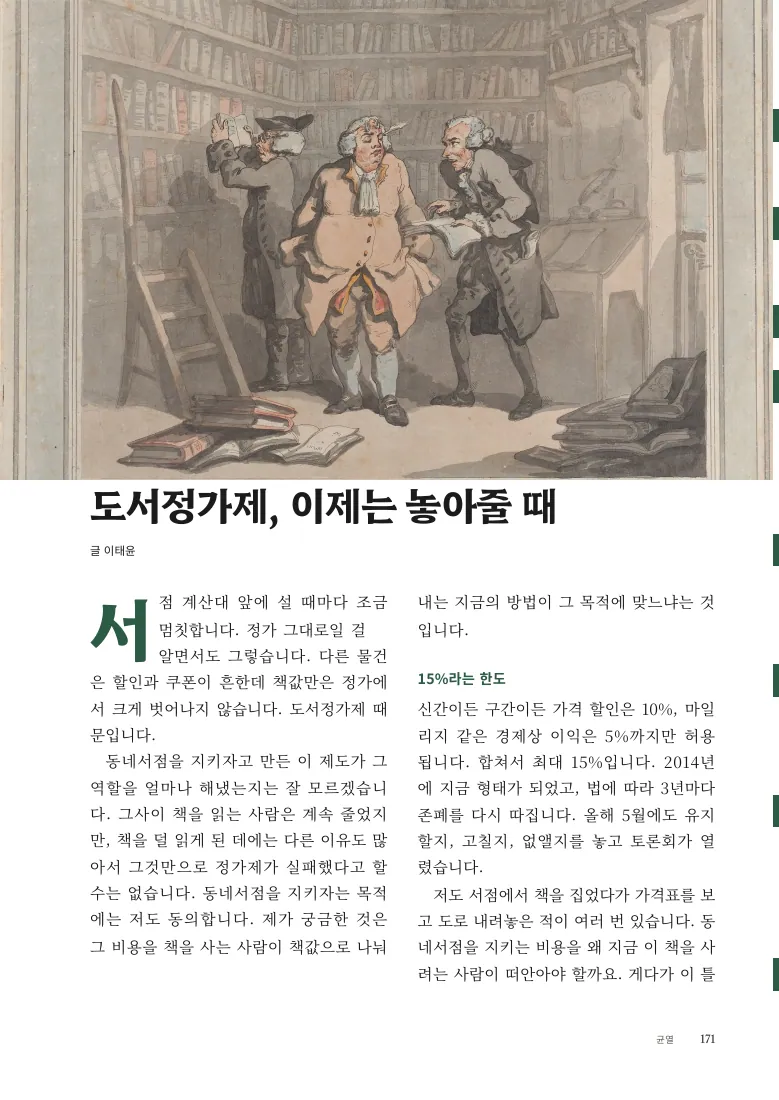 도서정가제, 이제는 놓아줄 때
글 이태윤
서점 계산대 앞에 설 때마다 조금
멈칫합니다. 정가 그대로일 걸
알면서도 그렇습니다. 다른 물건
은 할인과 쿠폰이 흔한데 책값만은 정가에
서 크게 벗어나지 않습니다. 도서정가제 때
문입니다.
동네서점을 지키자고 만든 이 제도가 그
역할을 얼마나 해냈는지는 잘 모르겠습니
다. 그사이 책을 읽는 사람은 계속 줄었지
만, 책을 덜 읽게 된 데에는 다른 이유도 많
아서 그것만으로 정가제가 실패했다고 할
수는 없습니다. 동네서점을 지키자는 목적
에는 저도 동의합니다. 제가 궁금한 것은
그 비용을 책을 사는 사람이 책값으로 나눠
내는 지금의 방법이 그 목적에 맞느냐는 것
입니다.
15%라는 한도
신간이든 구간이든 가격 할인은 10%, 마일
리지 같은 경제상 이익은 5%까지만 허용
됩니다. 합쳐서 최대 15%입니다. 2014년
에 지금 형태가 되었고, 법에 따라 3년마다
존폐를 다시 따집니다. 올해 5월에도 유지
할지, 고칠지, 없앨지를 놓고 토론회가 열
렸습니다.
저도 서점에서 책을 집었다가 가격표를 보
고 도로 내려놓은 적이 여러 번 있습니다. 동
네서점을 지키는 비용을 왜 지금 이 책을 사
려는 사람이 떠안아야 할까요. 게다가 이 틀
균열 171